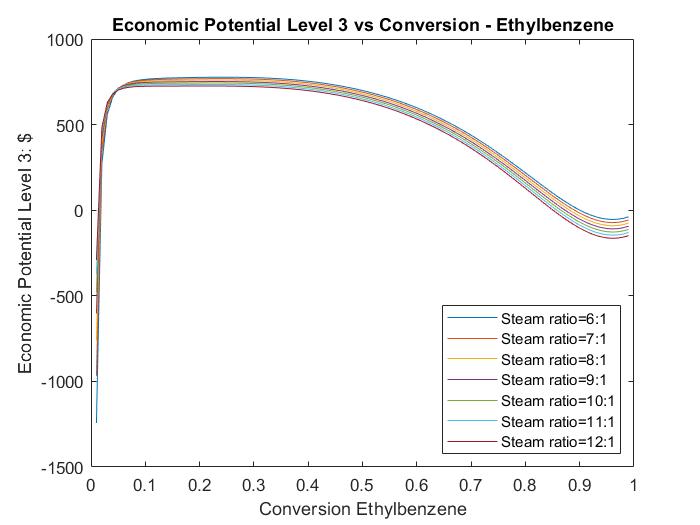 Economic Potential Level 3 vs Conversion - Ethylbenzene
Economic Potential Level 3: $
1000
500
0
-500
-1000
-1500
Steam ratio=6:1
Steam ratio=7:1
Steam ratio=8:1
Steam ratio=9:1
Steam ratio=10:1
Steam ratio=11:1
Steam ratio=12:1
0 0.1 0.2 0.3 0.4 0.5 0.6 0.7 0.8 0.9 1
Conversion Ethylbenzene